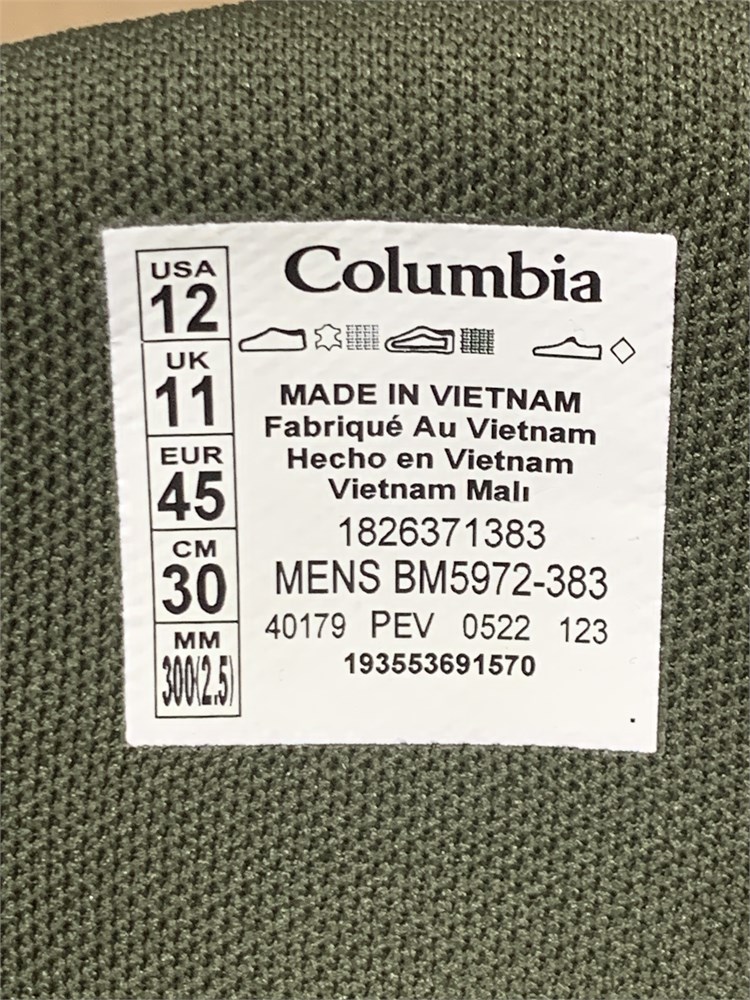 Columbia
USA
12
UK
11
EUR
45
CM
30
MM
300(2.5)
MADE IN VIETNAM
Fabriqué Au Vietnam
Hecho en Vietnam
Vietnam Malı
1826371383
MENS BM5972-383
40179 PEV 0522 123
193553691570